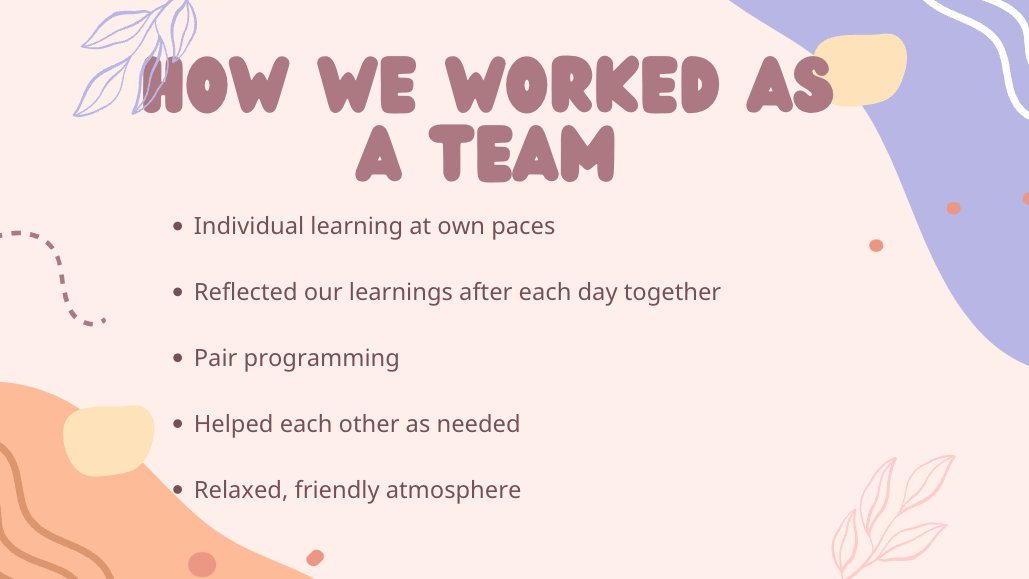 HOW WE WORKED AS
A TEAM
• Individual learning at own paces
• Reflected our learnings after each day together
• Pair programming
• Helped each other as needed
• Relaxed, friendly atmosphere